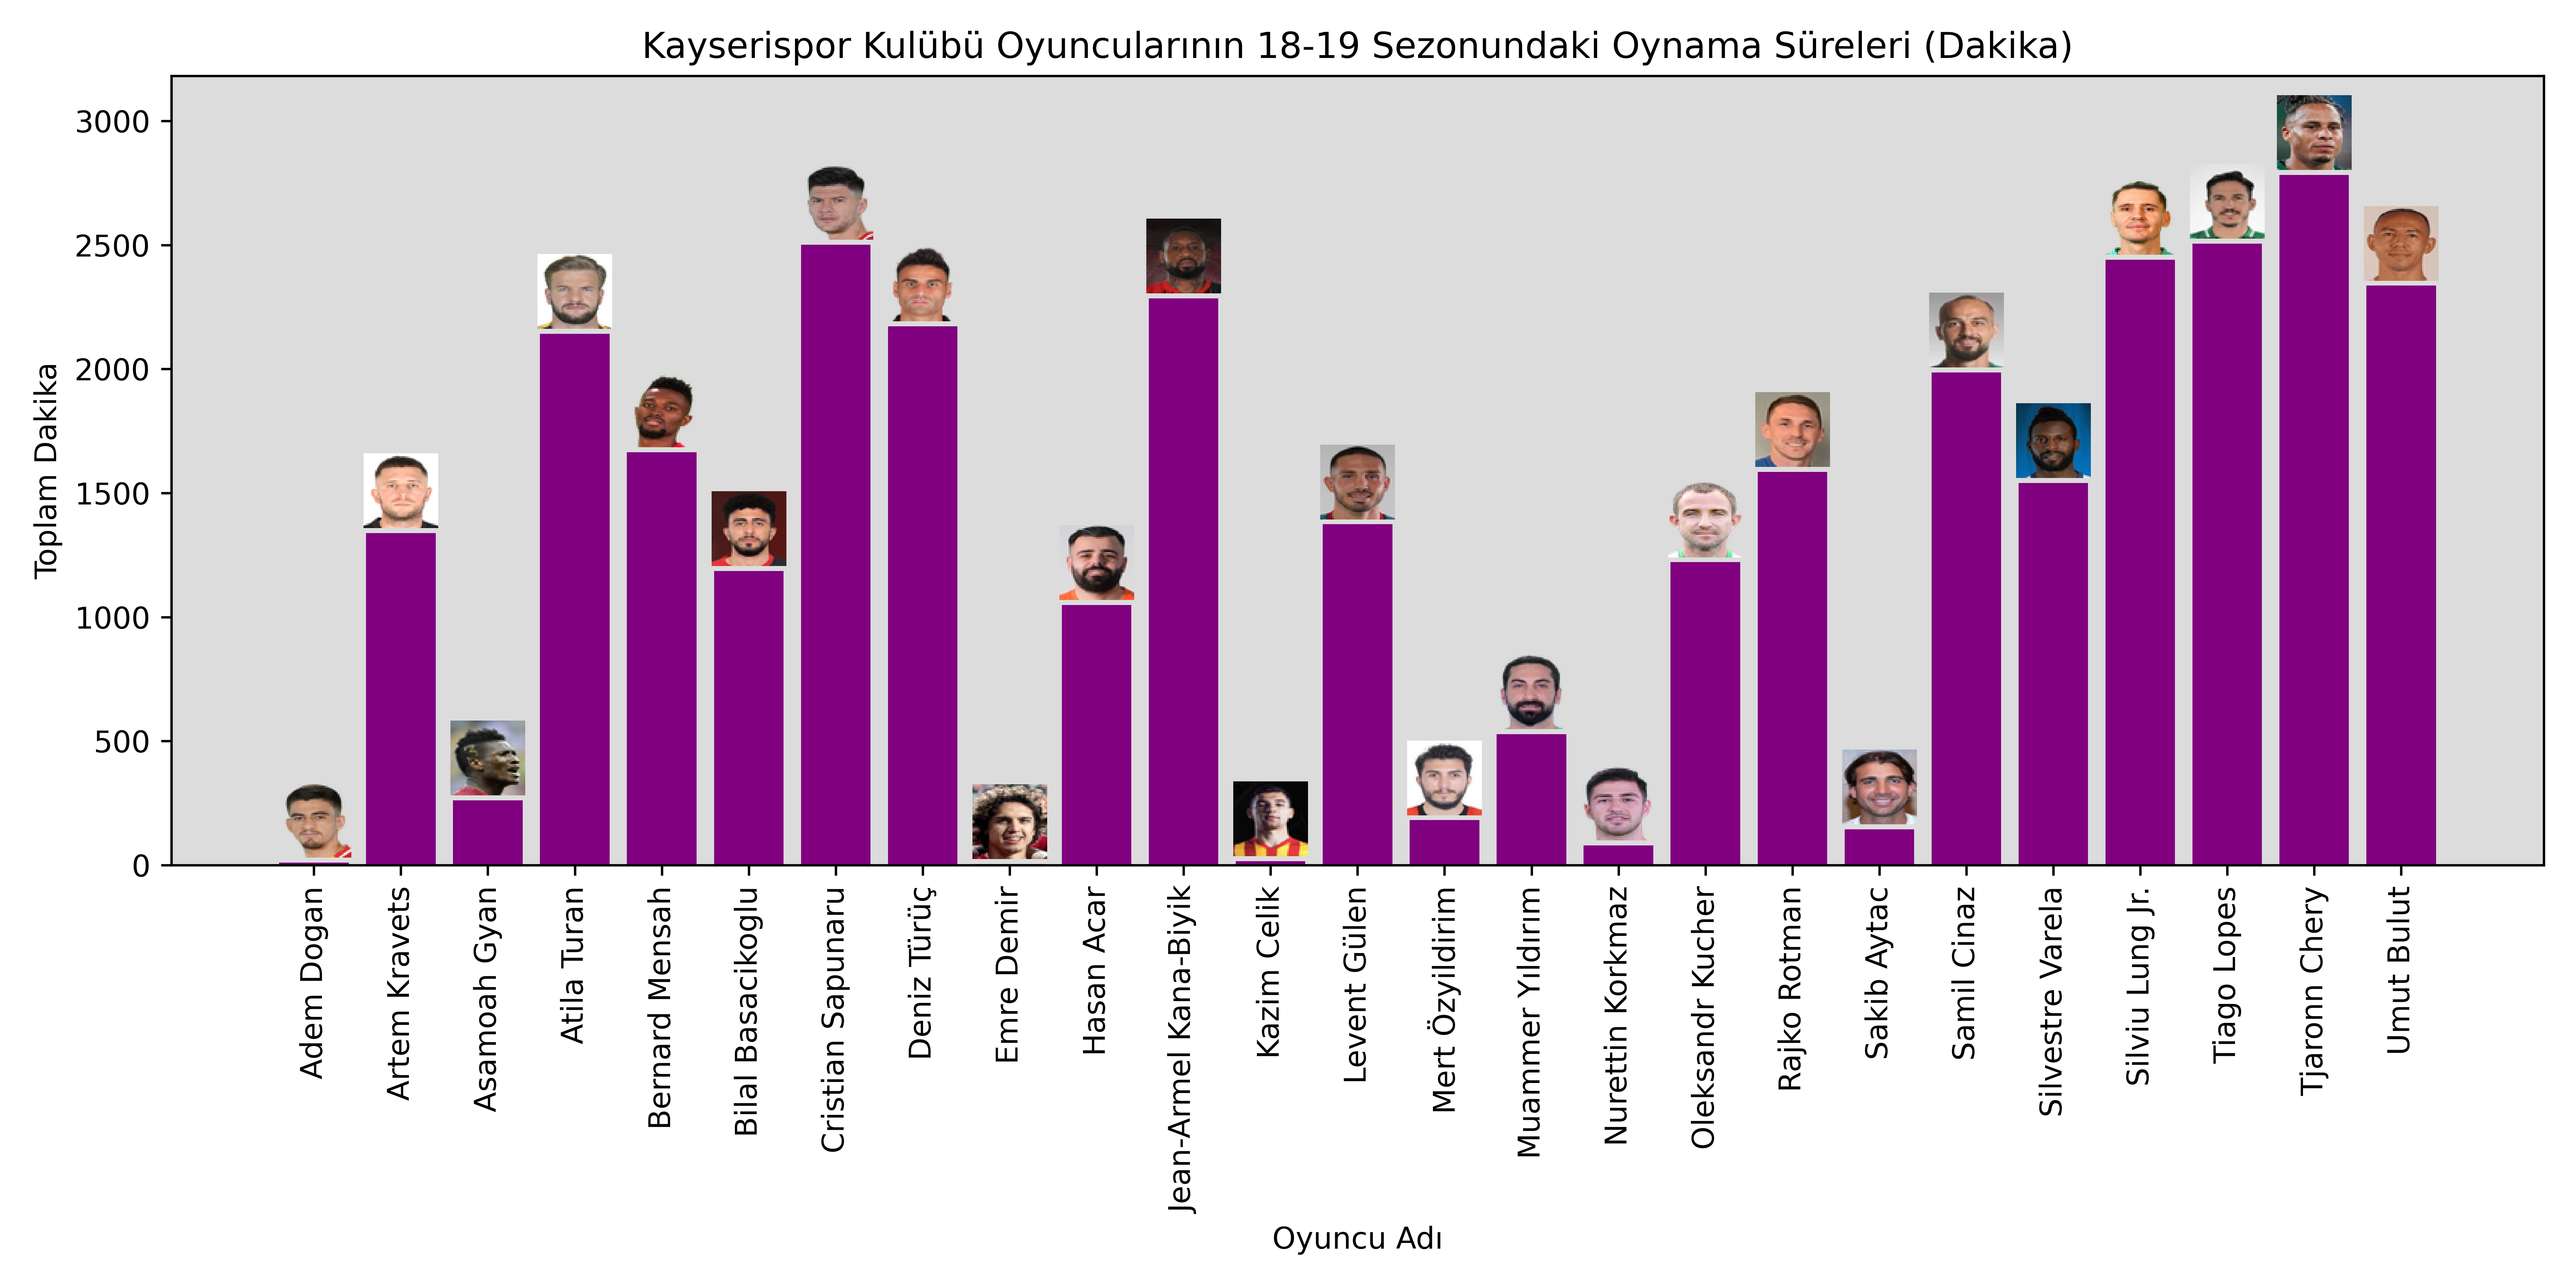 Kayserispor Kulübü Oyuncularının 18-19 Sezonundaki Oynama Süreleri (Dakika)
Toplam Dakika
3000
2500
2000
1500
1000
500
0
Adem Dogan
Artem Kravets
Asamoah Gyan
Atila Turan
Bernard Mensah
Bilal Basacikoglu
Cristian Sapunaru
Deniz Türüç
Emre Demir
Hasan Acar
Jean-Armel Kana-Biyik
Kazim Celik
Levent Gülen
Mert Özyildirim
Muammer Yıldırım
Nurettin Korkmaz
Oleksandr Kucher
Rajko Rotman
Sakib Aytac
Samil Cinaz
Silvestre Varela
Silviu Lung Jr.
Tiago Lopes
Tjaronn Chery
Umut Bulut
Oyuncu Adı